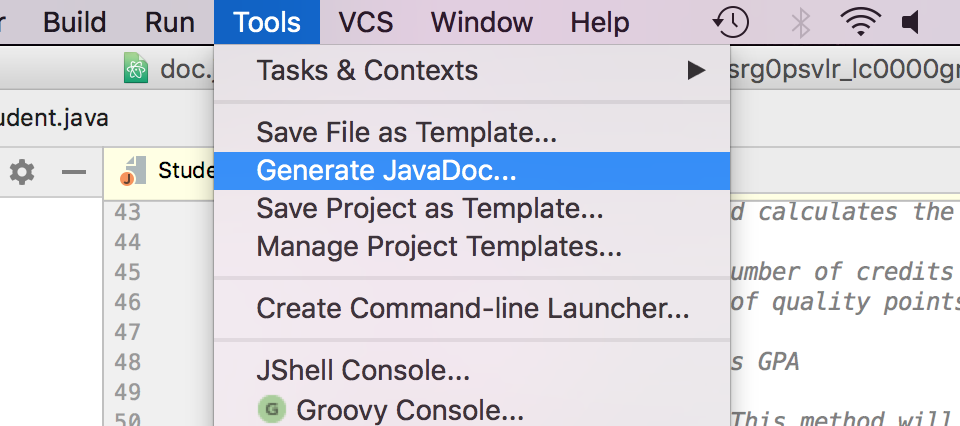 Build Run Tools VCS Window Help
doc. srg0psvlr_lc0000gr
Tasks & Contexts
udent.java
Save File as Template...
Stude
Generate JavaDoc...
43 d calculates the
Save Project as Template...
44
Manage Project Templates...
45 umber of credits
46 of quality points
Create Command-line Launcher...
47
48 s GPA
JShell Console...
49
G Groovy Console...
50 This method will